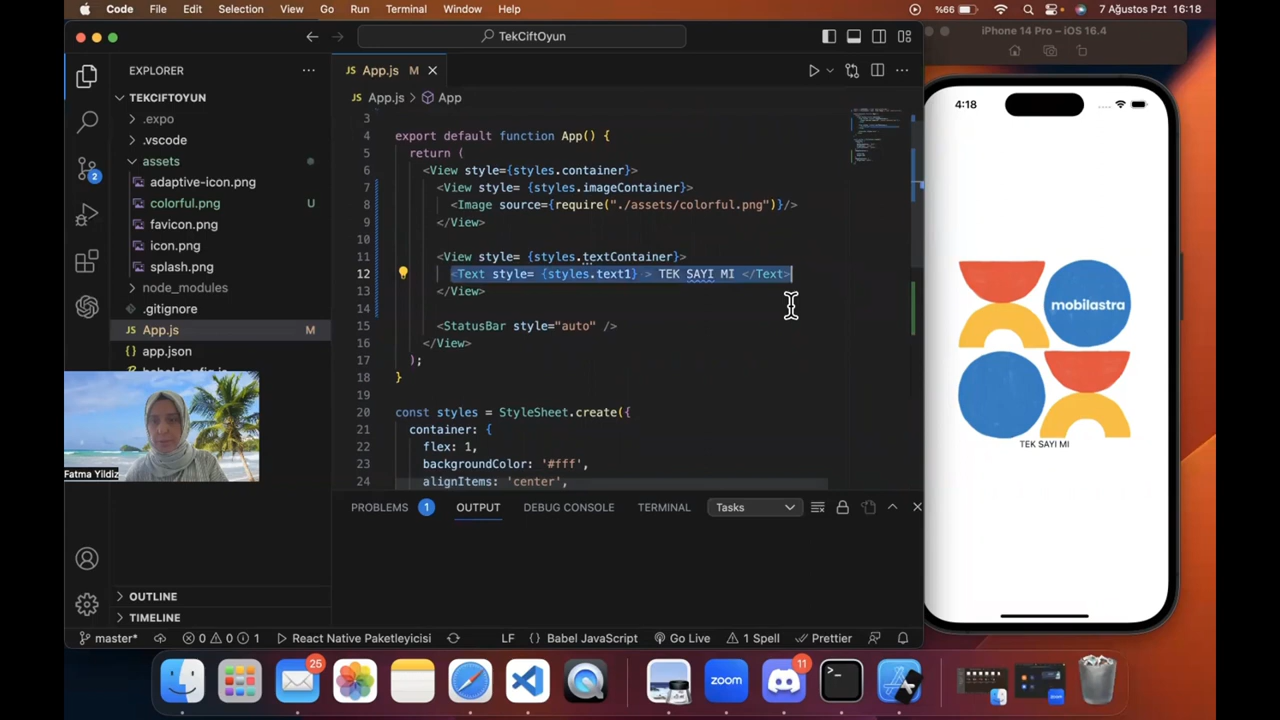 Code File Edit Selection View Go Run Terminal Window Help %66 7 Ağustos Pzt 16:18
TekCiftOyun
iPhone 14 Pro – iOS 16.4
EXPLORER
TEKCIFTOYUN
.expo
.vscode
assets
adaptive-icon.png
colorful.png U
favicon.png
icon.png
splash.png
node_modules
.gitignore
App.js M
app.json
2
Fatma Yildiz
OUTLINE
TIMELINE
JS App.js M
JS App.js > App
3
4 export default function App() {
5 return (
6 <View style={styles.container}>
7 <View style= {styles.imageContainer}>
8 <Image source={require("./assets/colorful.png")}/>
9 </View>
10
11 <View style= {styles.textContainer}>
12 <Text style= {styles.text1} > TEK SAYI MI </Text>
13 </View>
14
15 <StatusBar style="auto" />
16 </View>
17 );
18 }
19
20 const styles = StyleSheet.create({
21 container: {
22 flex: 1,
23 backgroundColor: '#fff',
24 alignItems: 'center',
PROBLEMS 1 OUTPUT DEBUG CONSOLE TERMINAL Tasks
master* 0 0 1 React Native Paketleyicisi LF {} Babel JavaScript Go Live 1 Spell Prettier
4:18
mobilastra
TEK SAYI MI
25
zoom
11